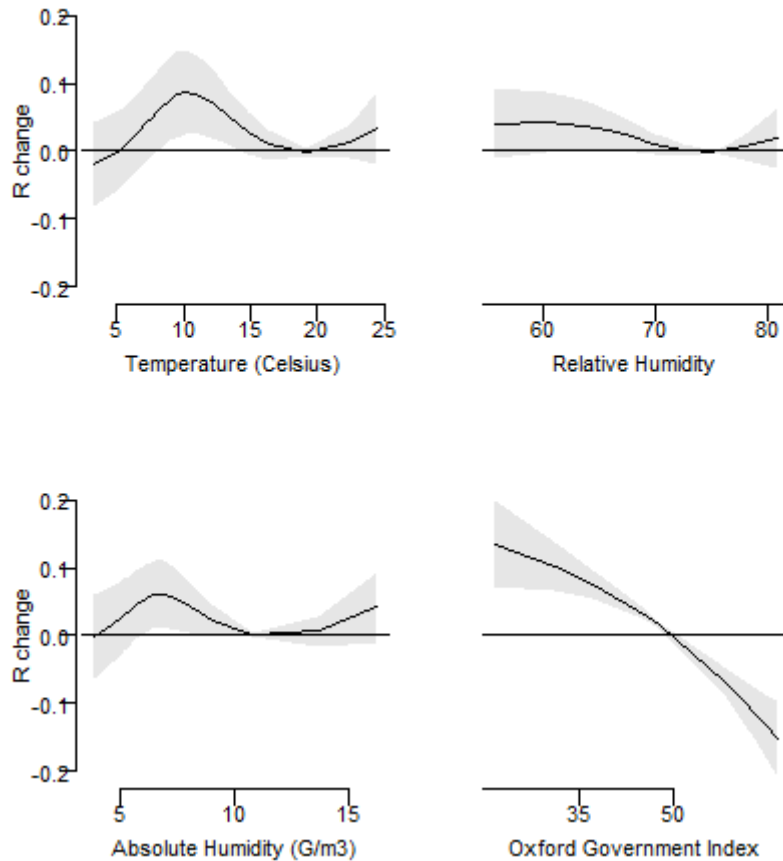 0.2
0.1
0.0
-0.1
-0.2
R change
5 10 15 20 25
Temperature (Celsius)
60 70 80
Relative Humidity
0.2
0.1
0.0
-0.1
-0.2
R change
5 10 15
Absolute Humidity (G/m3)
35 50
Oxford Government Index